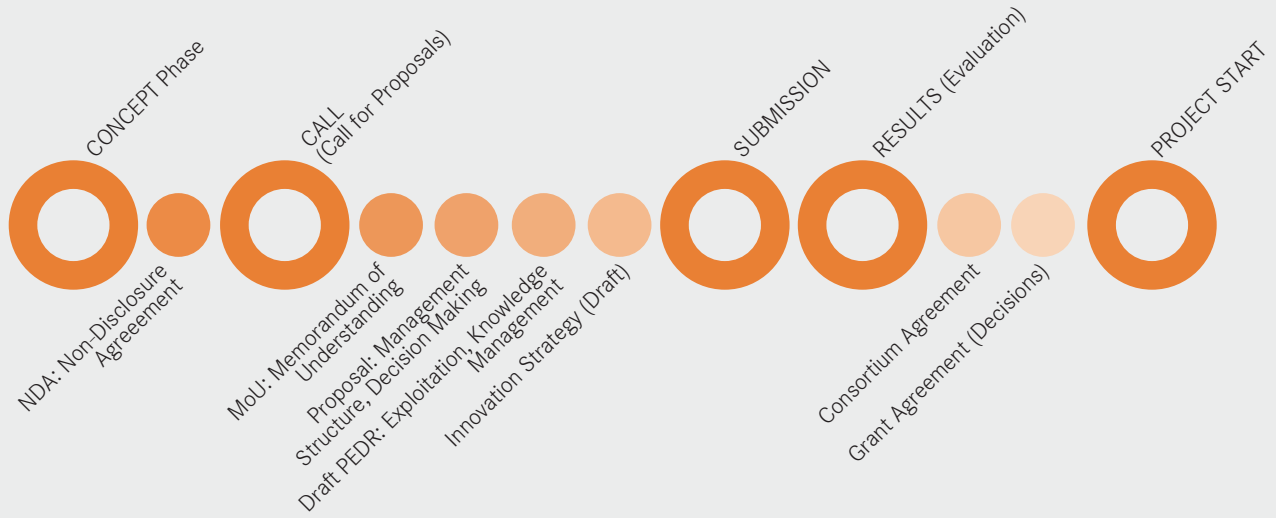 CONCEPT Phase
NDA: Non-Disclosure
Agreeement
CALL
(Call for Proposals)
MoU: Memorandum of
Understanding
Proposal: Management
Structure, Decision Making
Draft PEDR: Exploitation, Knowledge
Management
Innovation Strategy (Draft)
SUBMISSION
RESULTS (Evaluation)
Consortium Agreement
Grant Agreement (Decisions)
PROJECT START